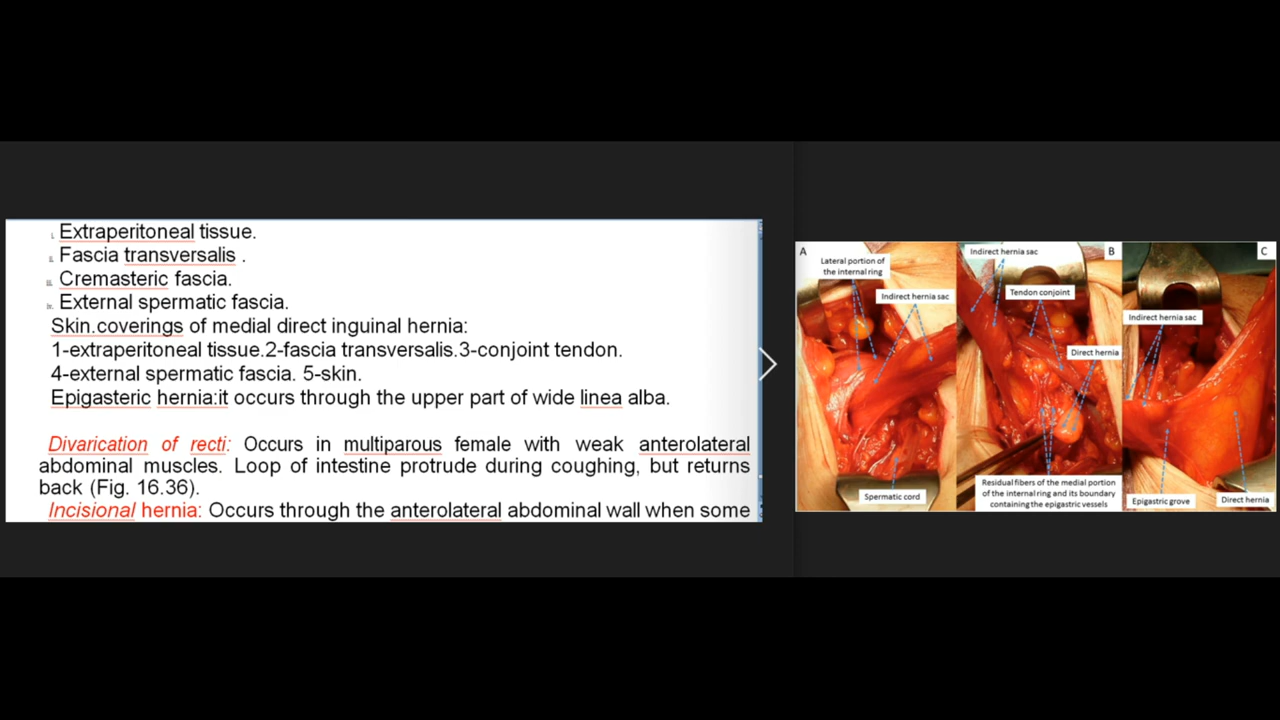 i. Extraperitoneal tissue.
ii. Fascia transversalis .
iii. Cremasteric fascia.
iv. External spermatic fascia.
Skin.coverings of medial direct inguinal hernia:
1-extraperitoneal tissue.2-fascia transversalis.3-conjoint tendon.
4-external spermatic fascia. 5-skin.
Epigasteric hernia:it occurs through the upper part of wide linea alba.
Divarication of recti: Occurs in multiparous female with weak anterolateral
abdominal muscles. Loop of intestine protrude during coughing, but returns
back (Fig. 16.36).
Incisional hernia: Occurs through the anterolateral abdominal wall when some
A
Lateral portion of
the internal ring
Indirect hernia sac
Spermatic cord
Indirect hernia sac
B
Tendon conjoint
Direct hernia
Residual fibers of the medial portion
of the internal ring and its boundary
containing the epigastric vessels
C
Indirect hernia sac
Epigastric grove
Direct hernia